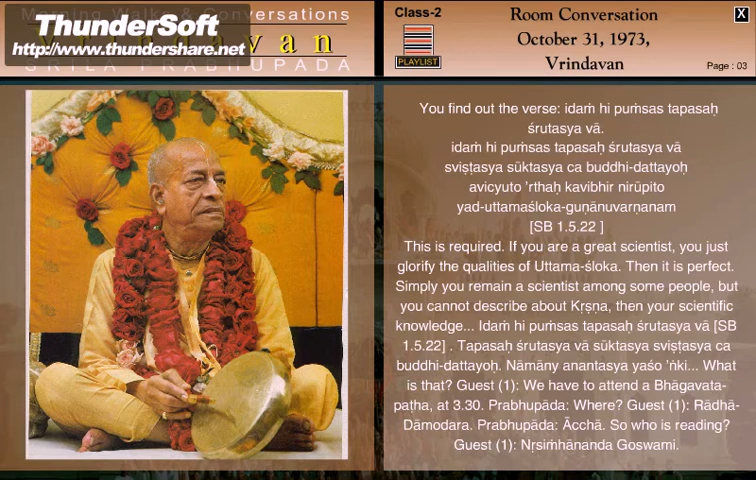 Morning Walks & Conversations
ThunderSoft
http://www.thundershare.net
SRILA PRABHUPADA
Class-2
PLAYLIST
Room Conversation
October 31, 1973,
Vrindavan
X
Page : 03
You find out the verse: idaṁ hi puṁsas tapasaḥ
śrutasya vā.
idaṁ hi puṁsas tapasaḥ śrutasya vā
sviṣṭasya sūktasya ca buddhi-dattayoḥ
avicyuto 'rthaḥ kavibhir nirūpito
yad-uttamaśloka-guṇānuvarṇanam
[SB 1.5.22 ]
This is required. If you are a great scientist, you just
glorify the qualities of Uttama-śloka. Then it is perfect.
Simply you remain a scientist among some people, but
you cannot describe about Kṛṣṇa, then your scientific
knowledge... Idaṁ hi puṁsas tapasaḥ śrutasya vā [SB
1.5.22] . Tapasaḥ śrutasya vā sūktasya sviṣṭasya ca
buddhi-dattayoḥ. Nāmāny anantasya yaśo 'ṅki... What
is that? Guest (1): We have to attend a Bhāgavata-
paṭha, at 3.30. Prabhupāda: Where? Guest (1): Rādhā-
Dāmodara. Prabhupāda: Ācchā. So who is reading?
Guest (1): Nṛsiṁhānanda Goswami.